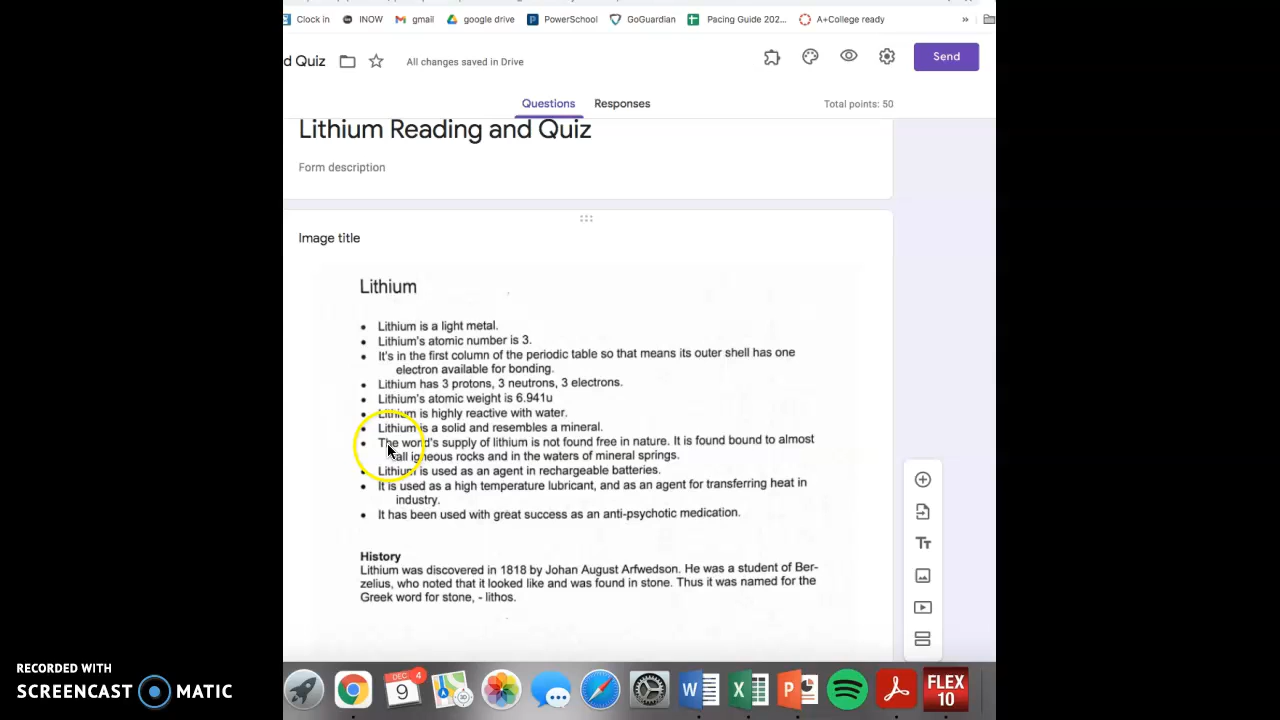 Clock in INOW gmail google drive PowerSchool GoGuardian Pacing Guide 202... A+College ready »
d Quiz All changes saved in Drive Send
Questions Responses Total points: 50
Lithium Reading and Quiz
Form description
Image title
Lithium
• Lithium is a light metal.
• Lithium's atomic number is 3.
• It's in the first column of the periodic table so that means its outer shell has one
electron available for bonding.
• Lithium has 3 protons, 3 neutrons, 3 electrons.
• Lithium's atomic weight is 6.941u
• Lithium is highly reactive with water.
• Lithium is a solid and resembles a mineral.
• The world's supply of lithium is not found free in nature. It is found bound to almost
all igneous rocks and in the waters of mineral springs.
• Lithium is used as an agent in rechargeable batteries.
• It is used as a high temperature lubricant, and as an agent for transferring heat in
industry.
• It has been used with great success as an anti-psychotic medication.
History
Lithium was discovered in 1818 by Johan August Arfwedson. He was a student of Ber-
zelius, who noted that it looked like and was found in stone. Thus it was named for the
Greek word for stone, - lithos.
Tт
RECORDED WITH
SCREENCAST MATIC
DEC 4
9
3D
W X P
FLEX
10